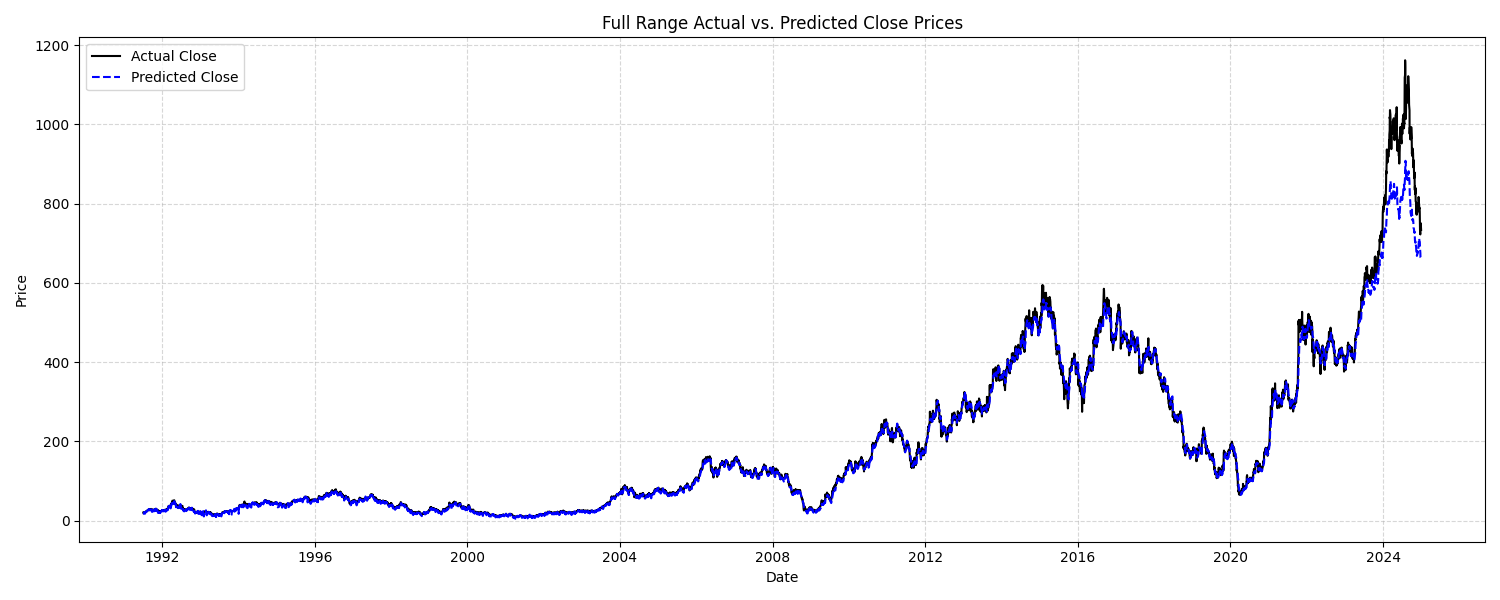 Full Range Actual vs. Predicted Close Prices
Actual Close
Predicted Close
Price
1200
1000
800
600
400
200
0
1992 1996 2000 2004 2008 2012 2016 2020 2024
Date